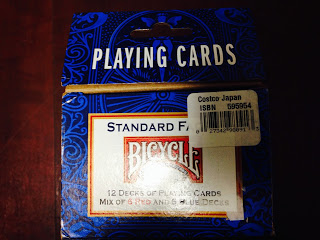 PLAYING CARDS
Costco Japan
ISBN 595954
STANDARD FA
BICYCLE
12 DECKS OF PLAYING CARDS
MIX OF 6 RED AND 6 BLUE DECKS